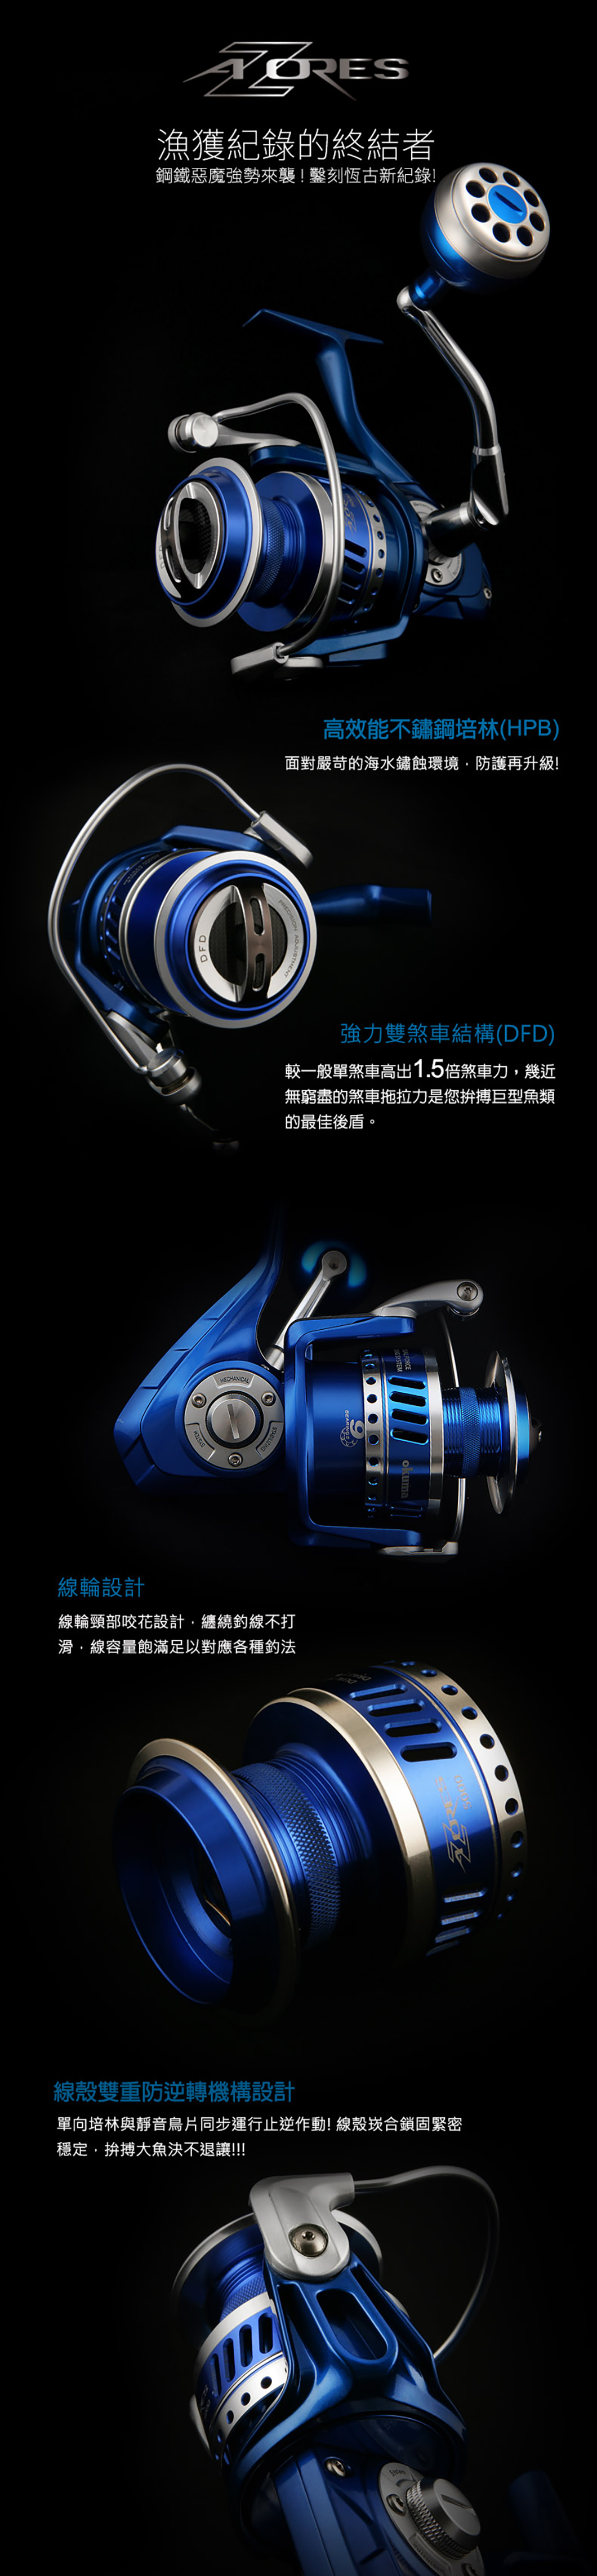 AZORES
漁獲紀錄的終結者
鋼鐵惡魔強勢來襲!鑿刻恆古新紀錄!
高效能不鏽鋼培林(HPB)
面對嚴苛的海水鏽蝕環境,防護再升級!
DFD
PRECISION ADJUSTMENT
強力雙煞車結構(DFD)
較一般單煞車高出1.5倍煞車力,幾近
無窮盡的煞車拖拉力是您拚搏巨型魚類
的最佳後盾。
MECHANICAL
STABILIZING
SYSTEM
9
BEARINGS
okuma
線輪設計
線輪頸部咬花設計,纏繞釣線不打
滑,線容量飽滿足以對應各種釣法
AZORES
線殼雙重防逆轉機構設計
單向培林與靜音鳥片同步運行止逆作動! 線殼崁合鎖固緊密
穩定,拚搏大魚決不退讓!!!